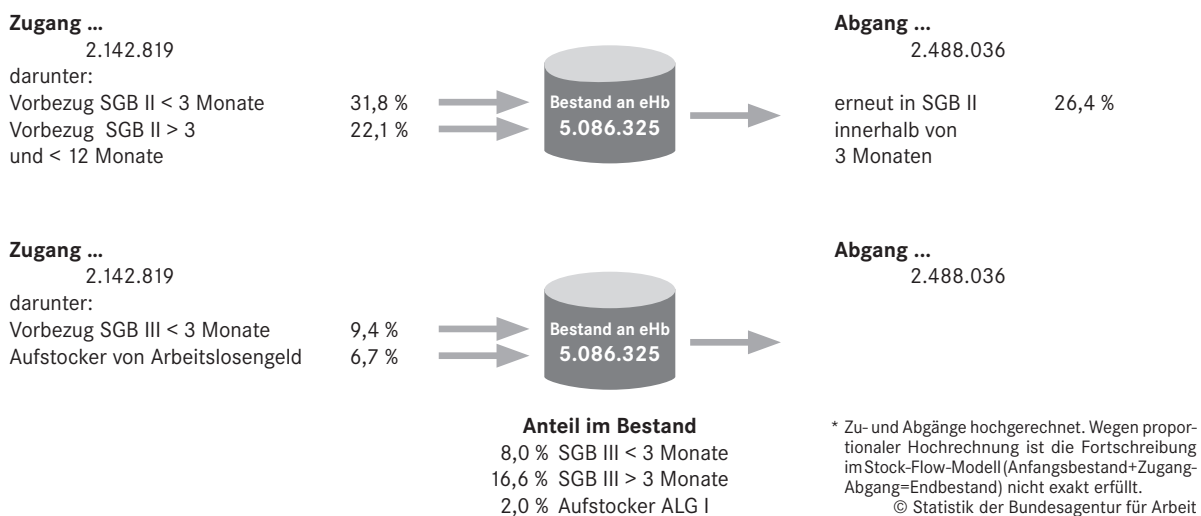 Zugang ...
2.142.819
darunter:
Vorbezug SGB II < 3 Monate 31,8 %
Vorbezug SGB II > 3 22,1 %
und < 12 Monate
Bestand an eHb
5.086.325
Abgang ...
2.488.036
erneut in SGB II 26,4 %
innerhalb von
3 Monaten
Zugang ...
2.142.819
darunter:
Vorbezug SGB III < 3 Monate 9,4 %
Aufstocker von Arbeitslosengeld 6,7 %
Bestand an eHb
5.086.325
Abgang ...
2.488.036
Anteil im Bestand
8,0 % SGB III < 3 Monate
16,6 % SGB III > 3 Monate
2,0 % Aufstocker ALG I
* Zu- und Abgänge hochgerechnet. Wegen propor-
tionaler Hochrechnung ist die Fortschreibung
im Stock-Flow-Modell (Anfangsbestand+Zugang-
Abgang=Endbestand) nicht exakt erfüllt.
© Statistik der Bundesagentur für Arbeit